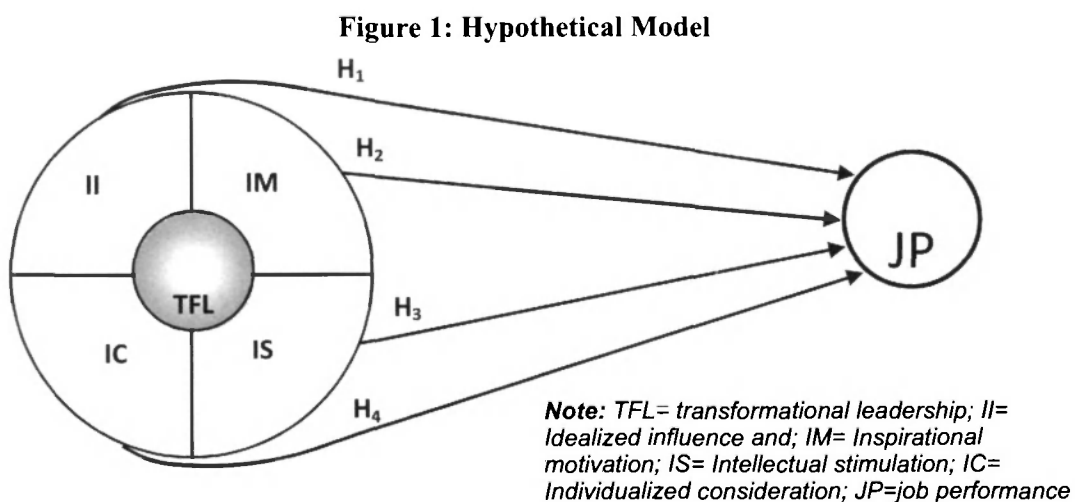 Figure 1: Hypothetical Model
H₁
H₂
II
IM
JP
TFL
H₃
IC
IS
H₄
Note: TFL= transformational leadership; II=
Idealized influence and; IM= Inspirational
motivation; IS= Intellectual stimulation; IC=
Individualized consideration; JP=job performance